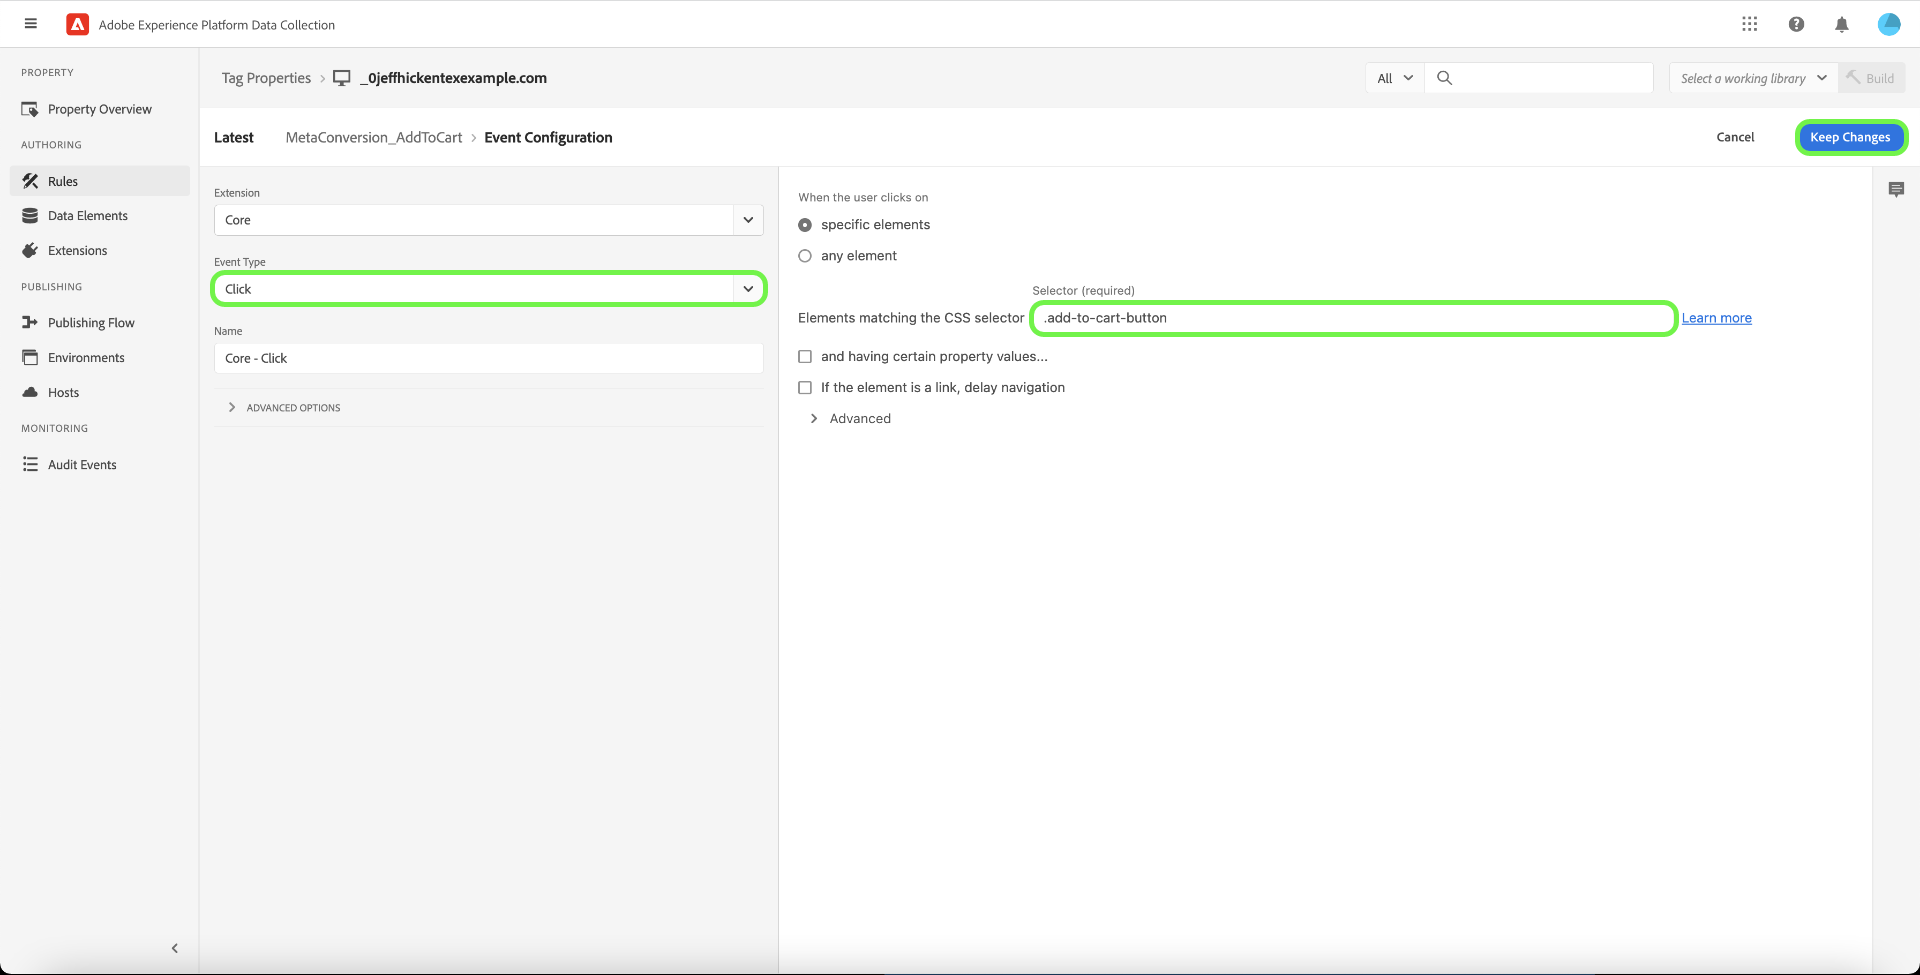 Adobe Experience Platform Data Collection
PROPERTY
Property Overview
AUTHORING
Rules
Data Elements
Extensions
PUBLISHING
Publishing Flow
Environments
Hosts
MONITORING
Audit Events
Tag Properties > _0jeffhickentexexample.com
All
Select a working library
Build
Latest MetaConversion_AddToCart > Event Configuration
Cancel
Keep Changes
Extension
Core
Event Type
Click
Name
Core - Click
ADVANCED OPTIONS
When the user clicks on
specific elements
any element
Selector (required)
Elements matching the CSS selector .add-to-cart-button Learn more
and having certain property values...
If the element is a link, delay navigation
Advanced